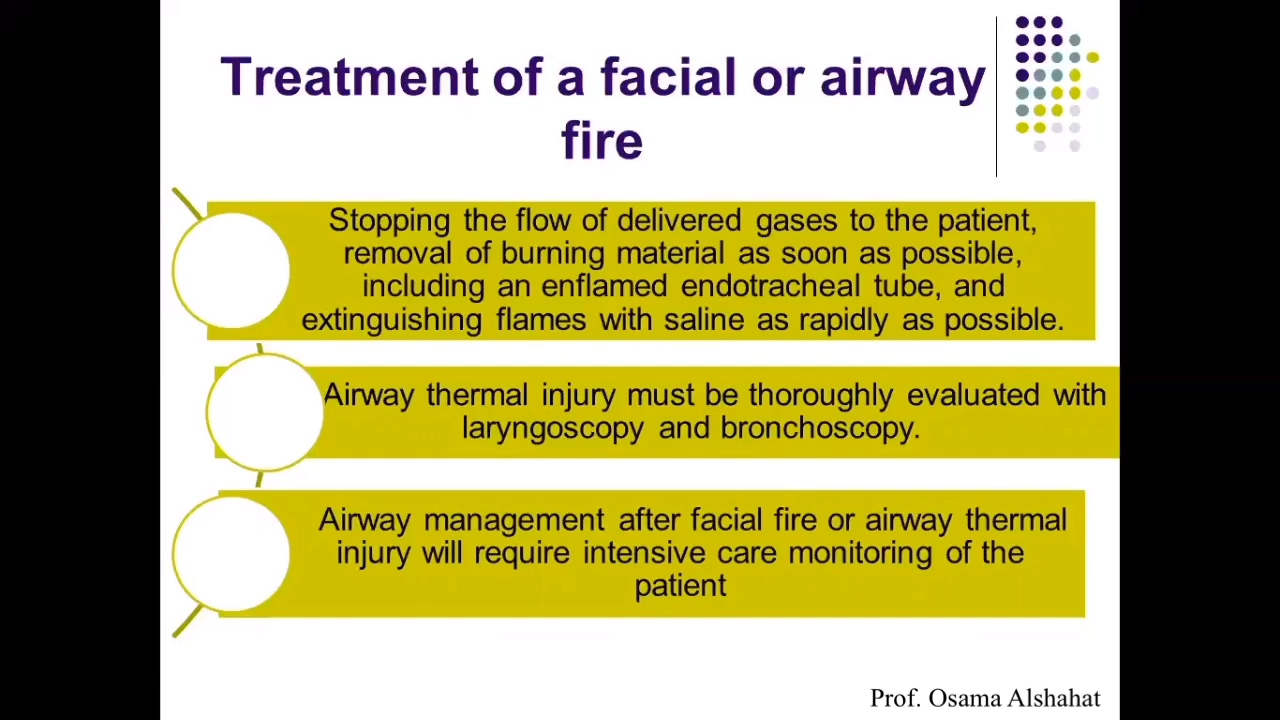 Treatment of a facial or airway
fire
Stopping the flow of delivered gases to the patient,
removal of burning material as soon as possible,
including an enflamed endotracheal tube, and
extinguishing flames with saline as rapidly as possible.
Airway thermal injury must be thoroughly evaluated with
laryngoscopy and bronchoscopy.
Airway management after facial fire or airway thermal
injury will require intensive care monitoring of the
patient
Prof. Osama Alshahat